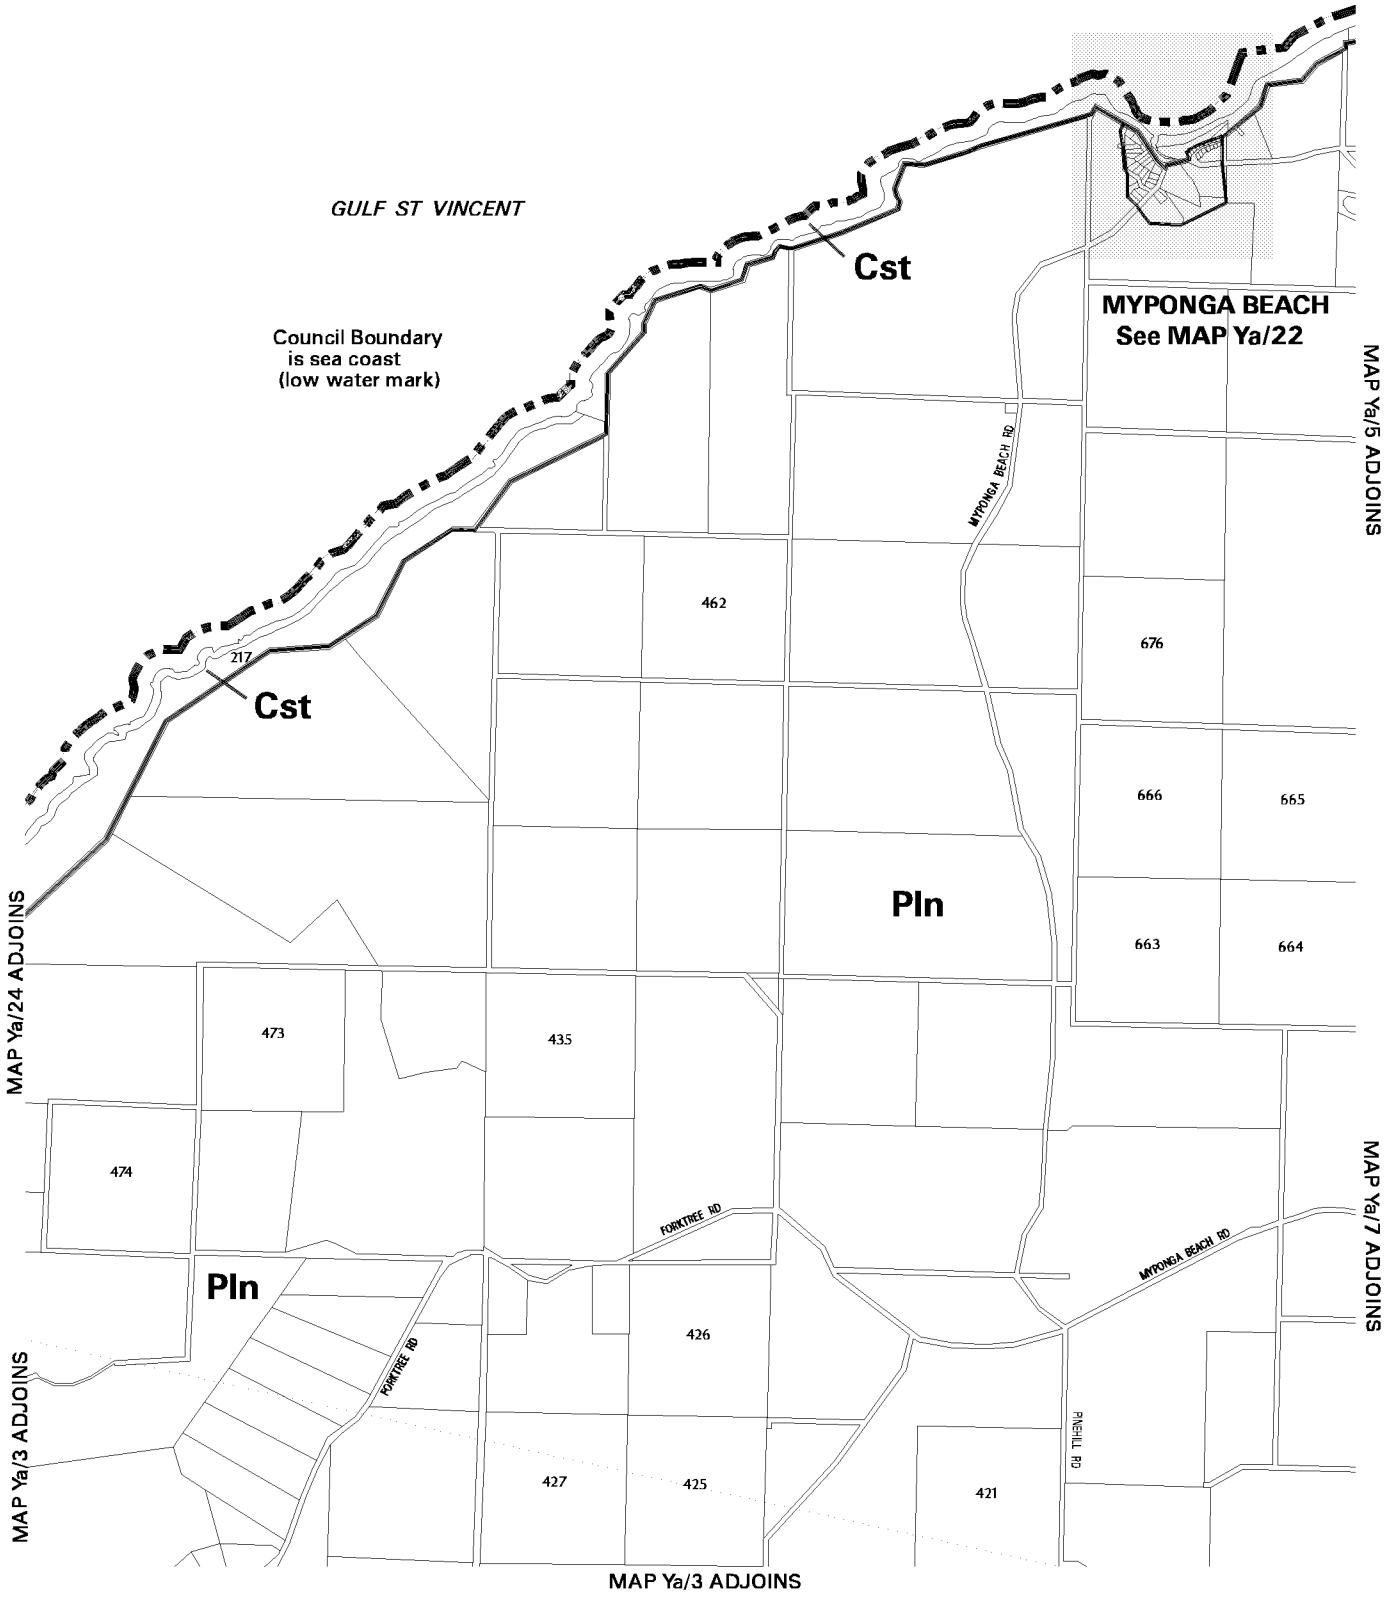 GULF ST VINCENT
Cst
MYPONGA BEACH
See MAP Ya/22
Council Boundary
is sea coast
(low water mark)
MAP Ya/5 ADJOINS
MYPONGA BEACH RD
462
676
217
Cst
666
665
Pln
663
664
MAP Ya/24 ADJOINS
473
435
474
FORKTREE RD
MYPONGA BEACH RD
MAP Ya/7 ADJOINS
Pln
426
FORKTREE RD
MAP Ya/3 ADJOINS
PINEHILL RD
427
425
421
MAP Ya/3 ADJOINS